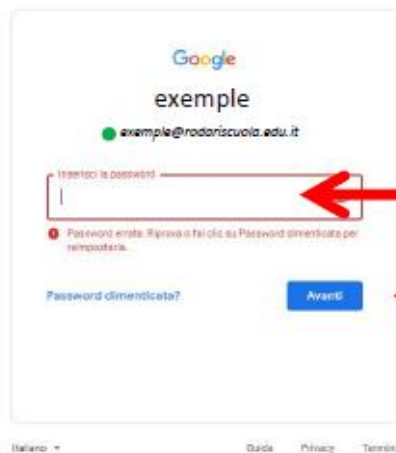 Google
exemple
exemple@rodariscuola.edu.it
Inserisci la password
Password errata. Riprova o fai clic su Password dimenticata per
reimpostarla.
Password dimenticata?
Avanti
Italiano
Guida Privacy Termini